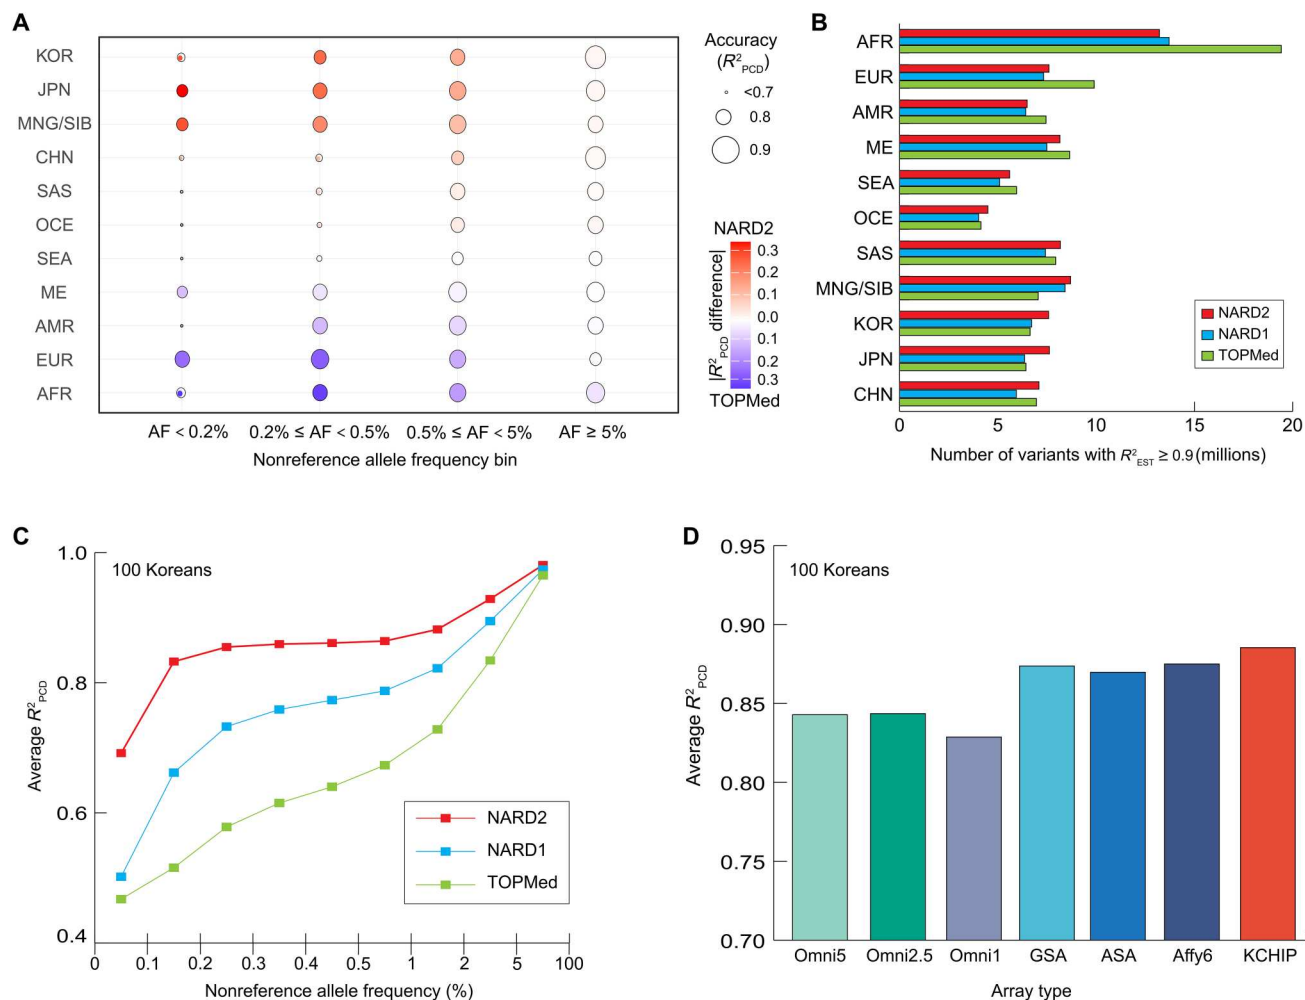 A
KOR
JPN
MNG/SIB
CHN
SAS
OCE
SEA
ME
AMR
EUR
AFR
AF < 0.2%
0.2% ≤ AF < 0.5%
0.5% ≤ AF < 5%
AF ≥ 5%
Nonreference allele frequency bin
Accuracy
(R²PCD)
<0.7
0.8
0.9
NARD2
|R²PCD difference|
0.3
0.2
0.1
0.0
0.1
0.2
0.3
TOPMed
B
AFR
EUR
AMR
ME
SEA
OCE
SAS
MNG/SIB
KOR
JPN
CHN
NARD2
NARD1
TOPMed
0
5
10
15
20
Number of variants with R²EST ≥ 0.9 (millions)
C
100 Koreans
Average R²PCD
1.0
0.8
0.6
0.4
NARD2
NARD1
TOPMed
0
0.1
0.2
0.3
0.4
0.5
1
2
5
100
Nonreference allele frequency (%)
D
100 Koreans
Average R²PCD
0.95
0.90
0.85
0.80
0.75
0.70
Omni5
Omni2.5
Omni1
GSA
ASA
Affy6
KCHIP
Array type